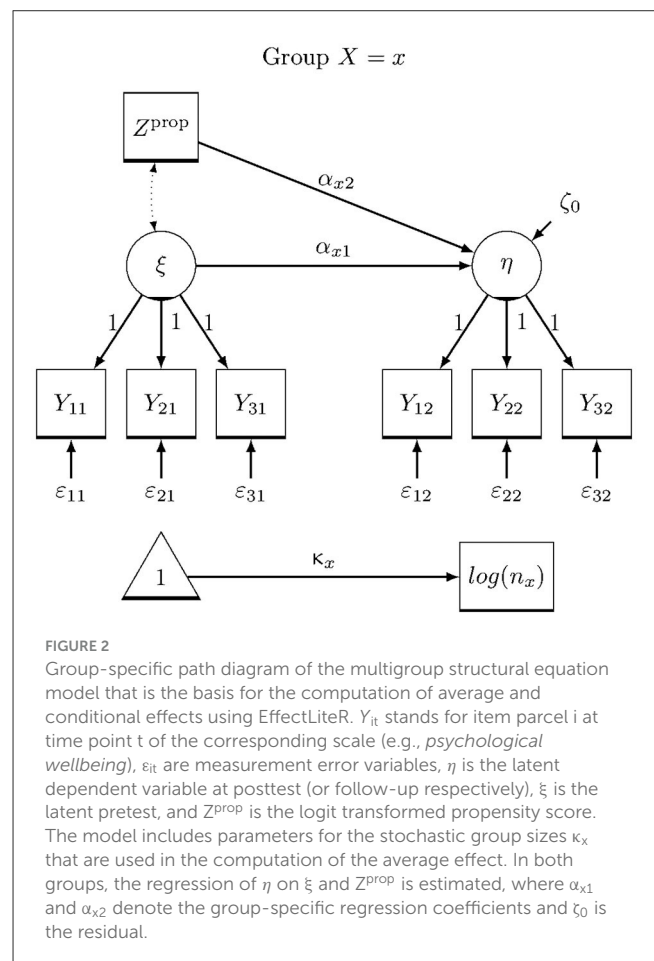 Group X = x
Z^prop
α_x2
ζ_0
ξ
α_x1
η
1 1 1 1 1 1
Y_11 Y_21 Y_31 Y_12 Y_22 Y_32
ε_11 ε_21 ε_31 ε_12 ε_22 ε_32
1
κ_x
log(n_x)
FIGURE 2
Group-specific path diagram of the multigroup structural equation
model that is the basis for the computation of average and
conditional effects using EffectLiteR. Y_it stands for item parcel i at
time point t of the corresponding scale (e.g., psychological
wellbeing), ε_it are measurement error variables, η is the latent
dependent variable at posttest (or follow-up respectively), ξ is the
latent pretest, and Z^prop is the logit transformed propensity score.
The model includes parameters for the stochastic group sizes κ_x
that are used in the computation of the average effect. In both
groups, the regression of η on ξ and Z^prop is estimated, where α_x1
and α_x2 denote the group-specific regression coefficients and ζ_0 is
the residual.